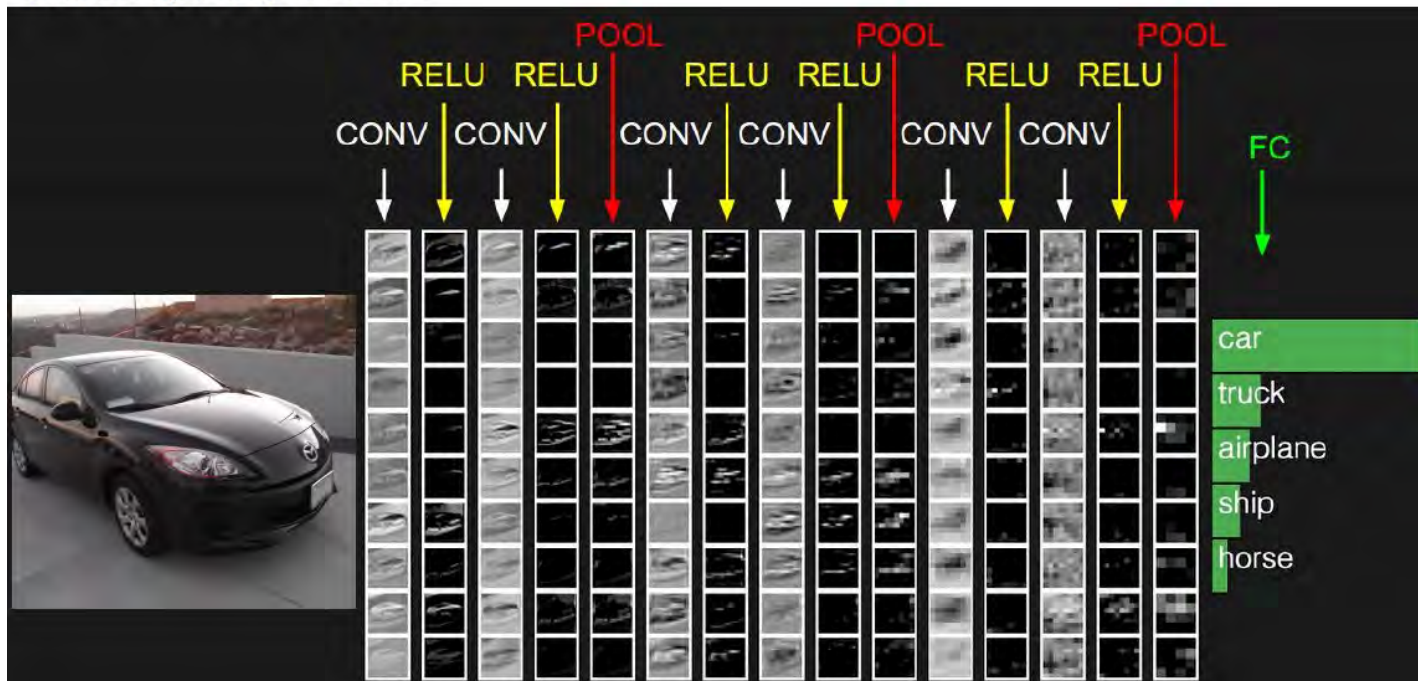 POOL POOL POOL
RELU RELU RELU RELU RELU RELU
CONV CONV CONV CONV CONV CONV
FC
car
truck
airplane
ship
horse